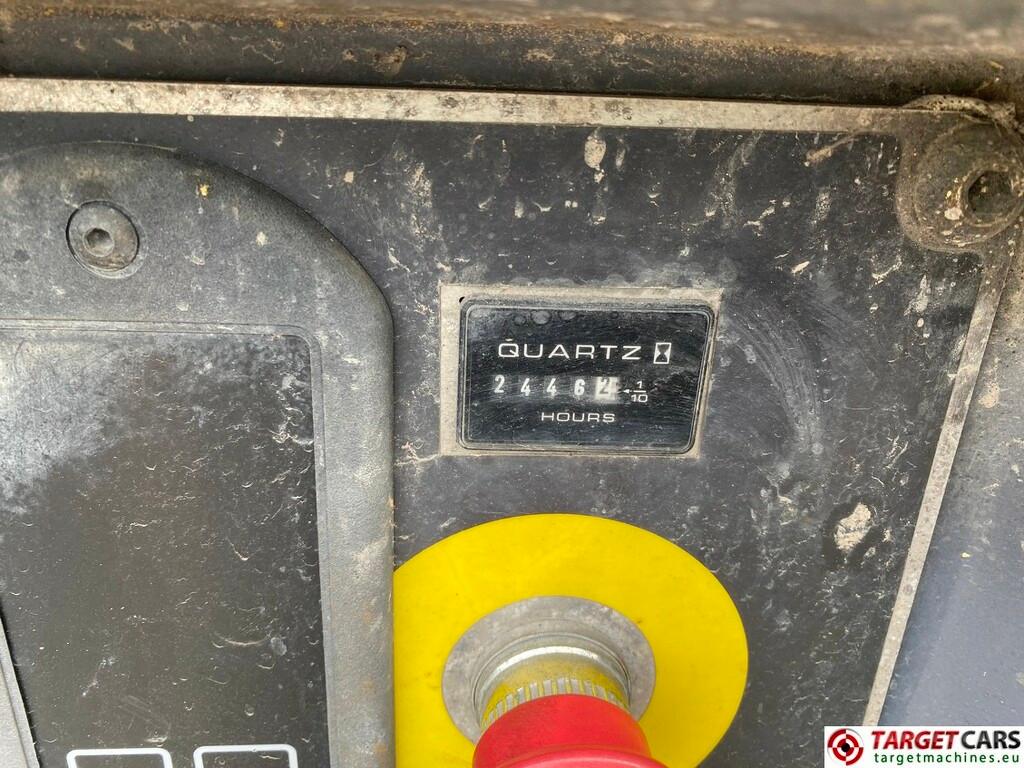 QUARTZ
24462 1/10
HOURS
TARGETCARS
targetmachines.eu